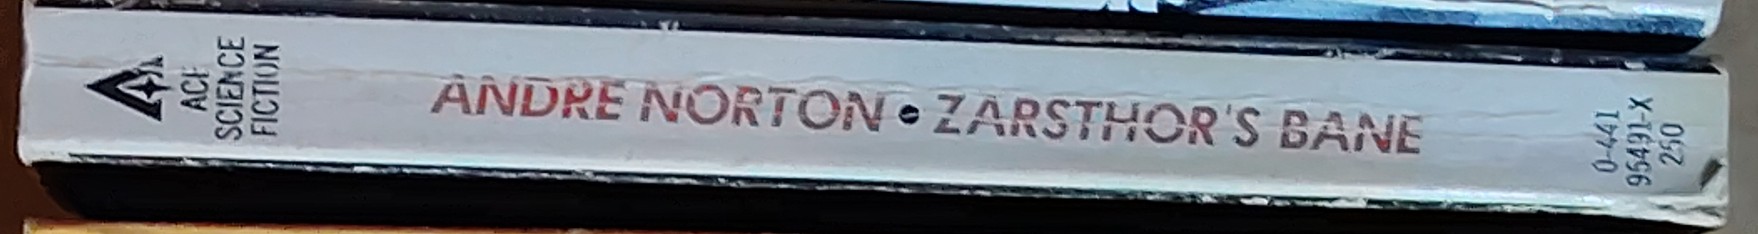 ACE
SCIENCE
FICTION
ANDRE NORTON • ZARSTHOR'S BANE
0-441
95491-X
250